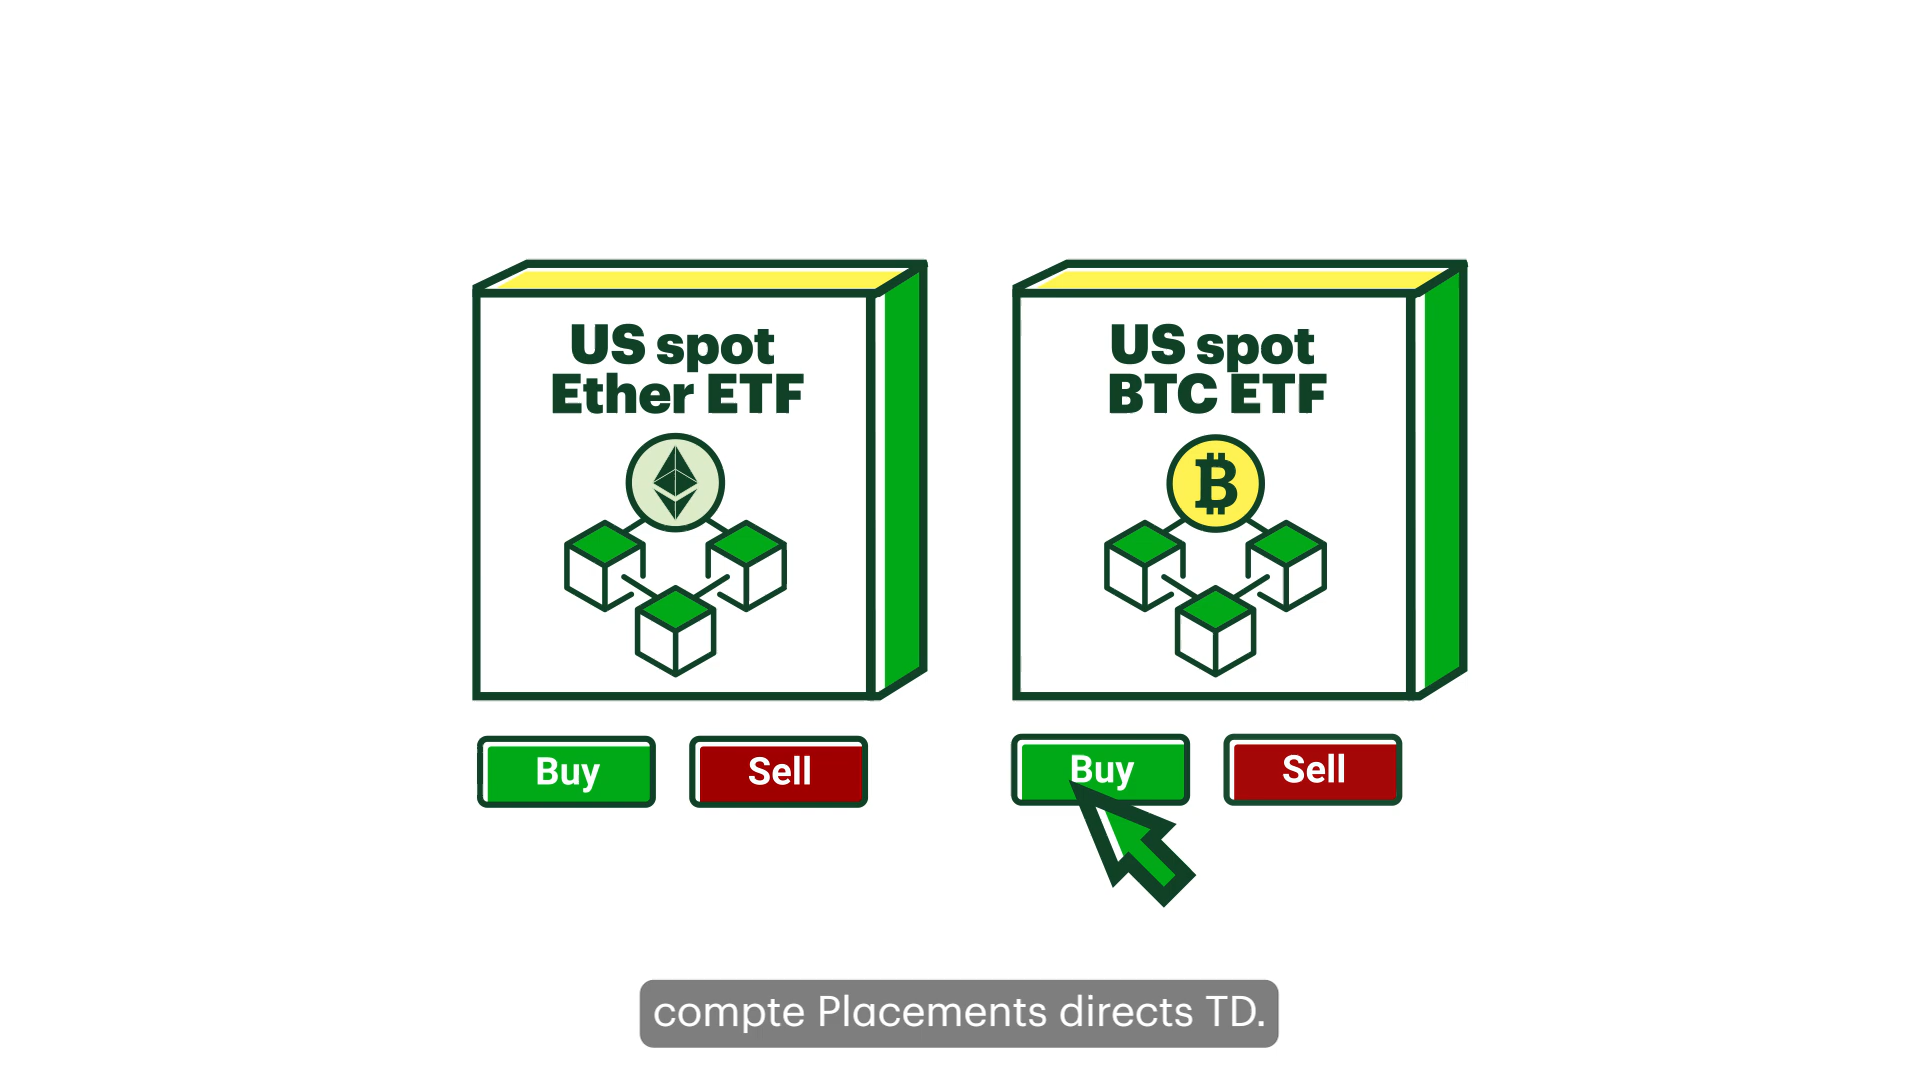 US spot
Ether ETF
US spot
BTC ETF
Buy
Sell
Buy
Sell
compte Placements directs TD.